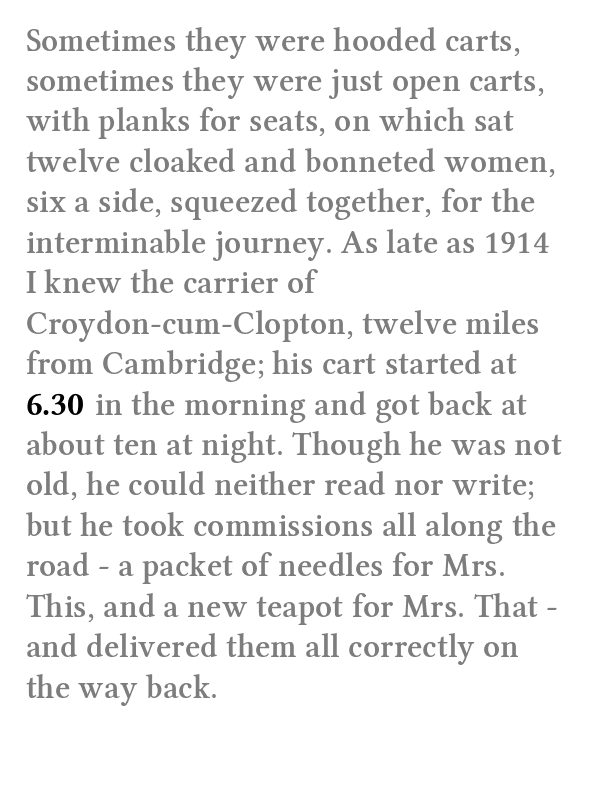 Sometimes they were hooded carts,
sometimes they were just open carts,
with planks for seats, on which sat
twelve cloaked and bonneted women,
six a side, squeezed together, for the
interminable journey. As late as 1914
I knew the carrier of
Croydon-cum-Clopton, twelve miles
from Cambridge; his cart started at
6.30 in the morning and got back at
about ten at night. Though he was not
old, he could neither read nor write;
but he took commissions all along the
road - a packet of needles for Mrs.
This, and a new teapot for Mrs. That -
and delivered them all correctly on
the way back.